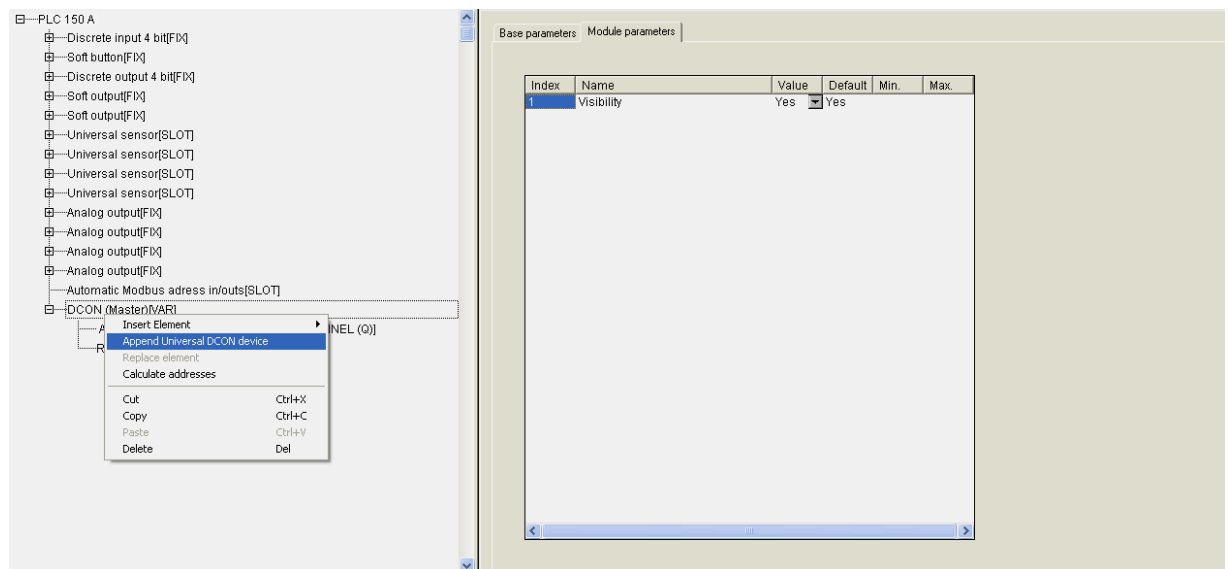 PLC 150 A
Discrete input 4 bit[FIX]
Soft button[FIX]
Discrete output 4 bit[FIX]
Soft output[FIX]
Soft output[FIX]
Universal sensor[SLOT]
Universal sensor[SLOT]
Universal sensor[SLOT]
Universal sensor[SLOT]
Analog output[FIX]
Analog output[FIX]
Analog output[FIX]
Analog output[FIX]
Automatic Modbus adress in/outs[SLOT]
DCON (Master)[VAR]
A NEL (Q)]
R
Insert Element
Append Universal DCON device
Replace element
Calculate addresses
Cut Ctrl+X
Copy Ctrl+C
Paste Ctrl+V
Delete Del
Base parameters Module parameters
Index Name Value Default Min. Max.
1 Visibility Yes Yes